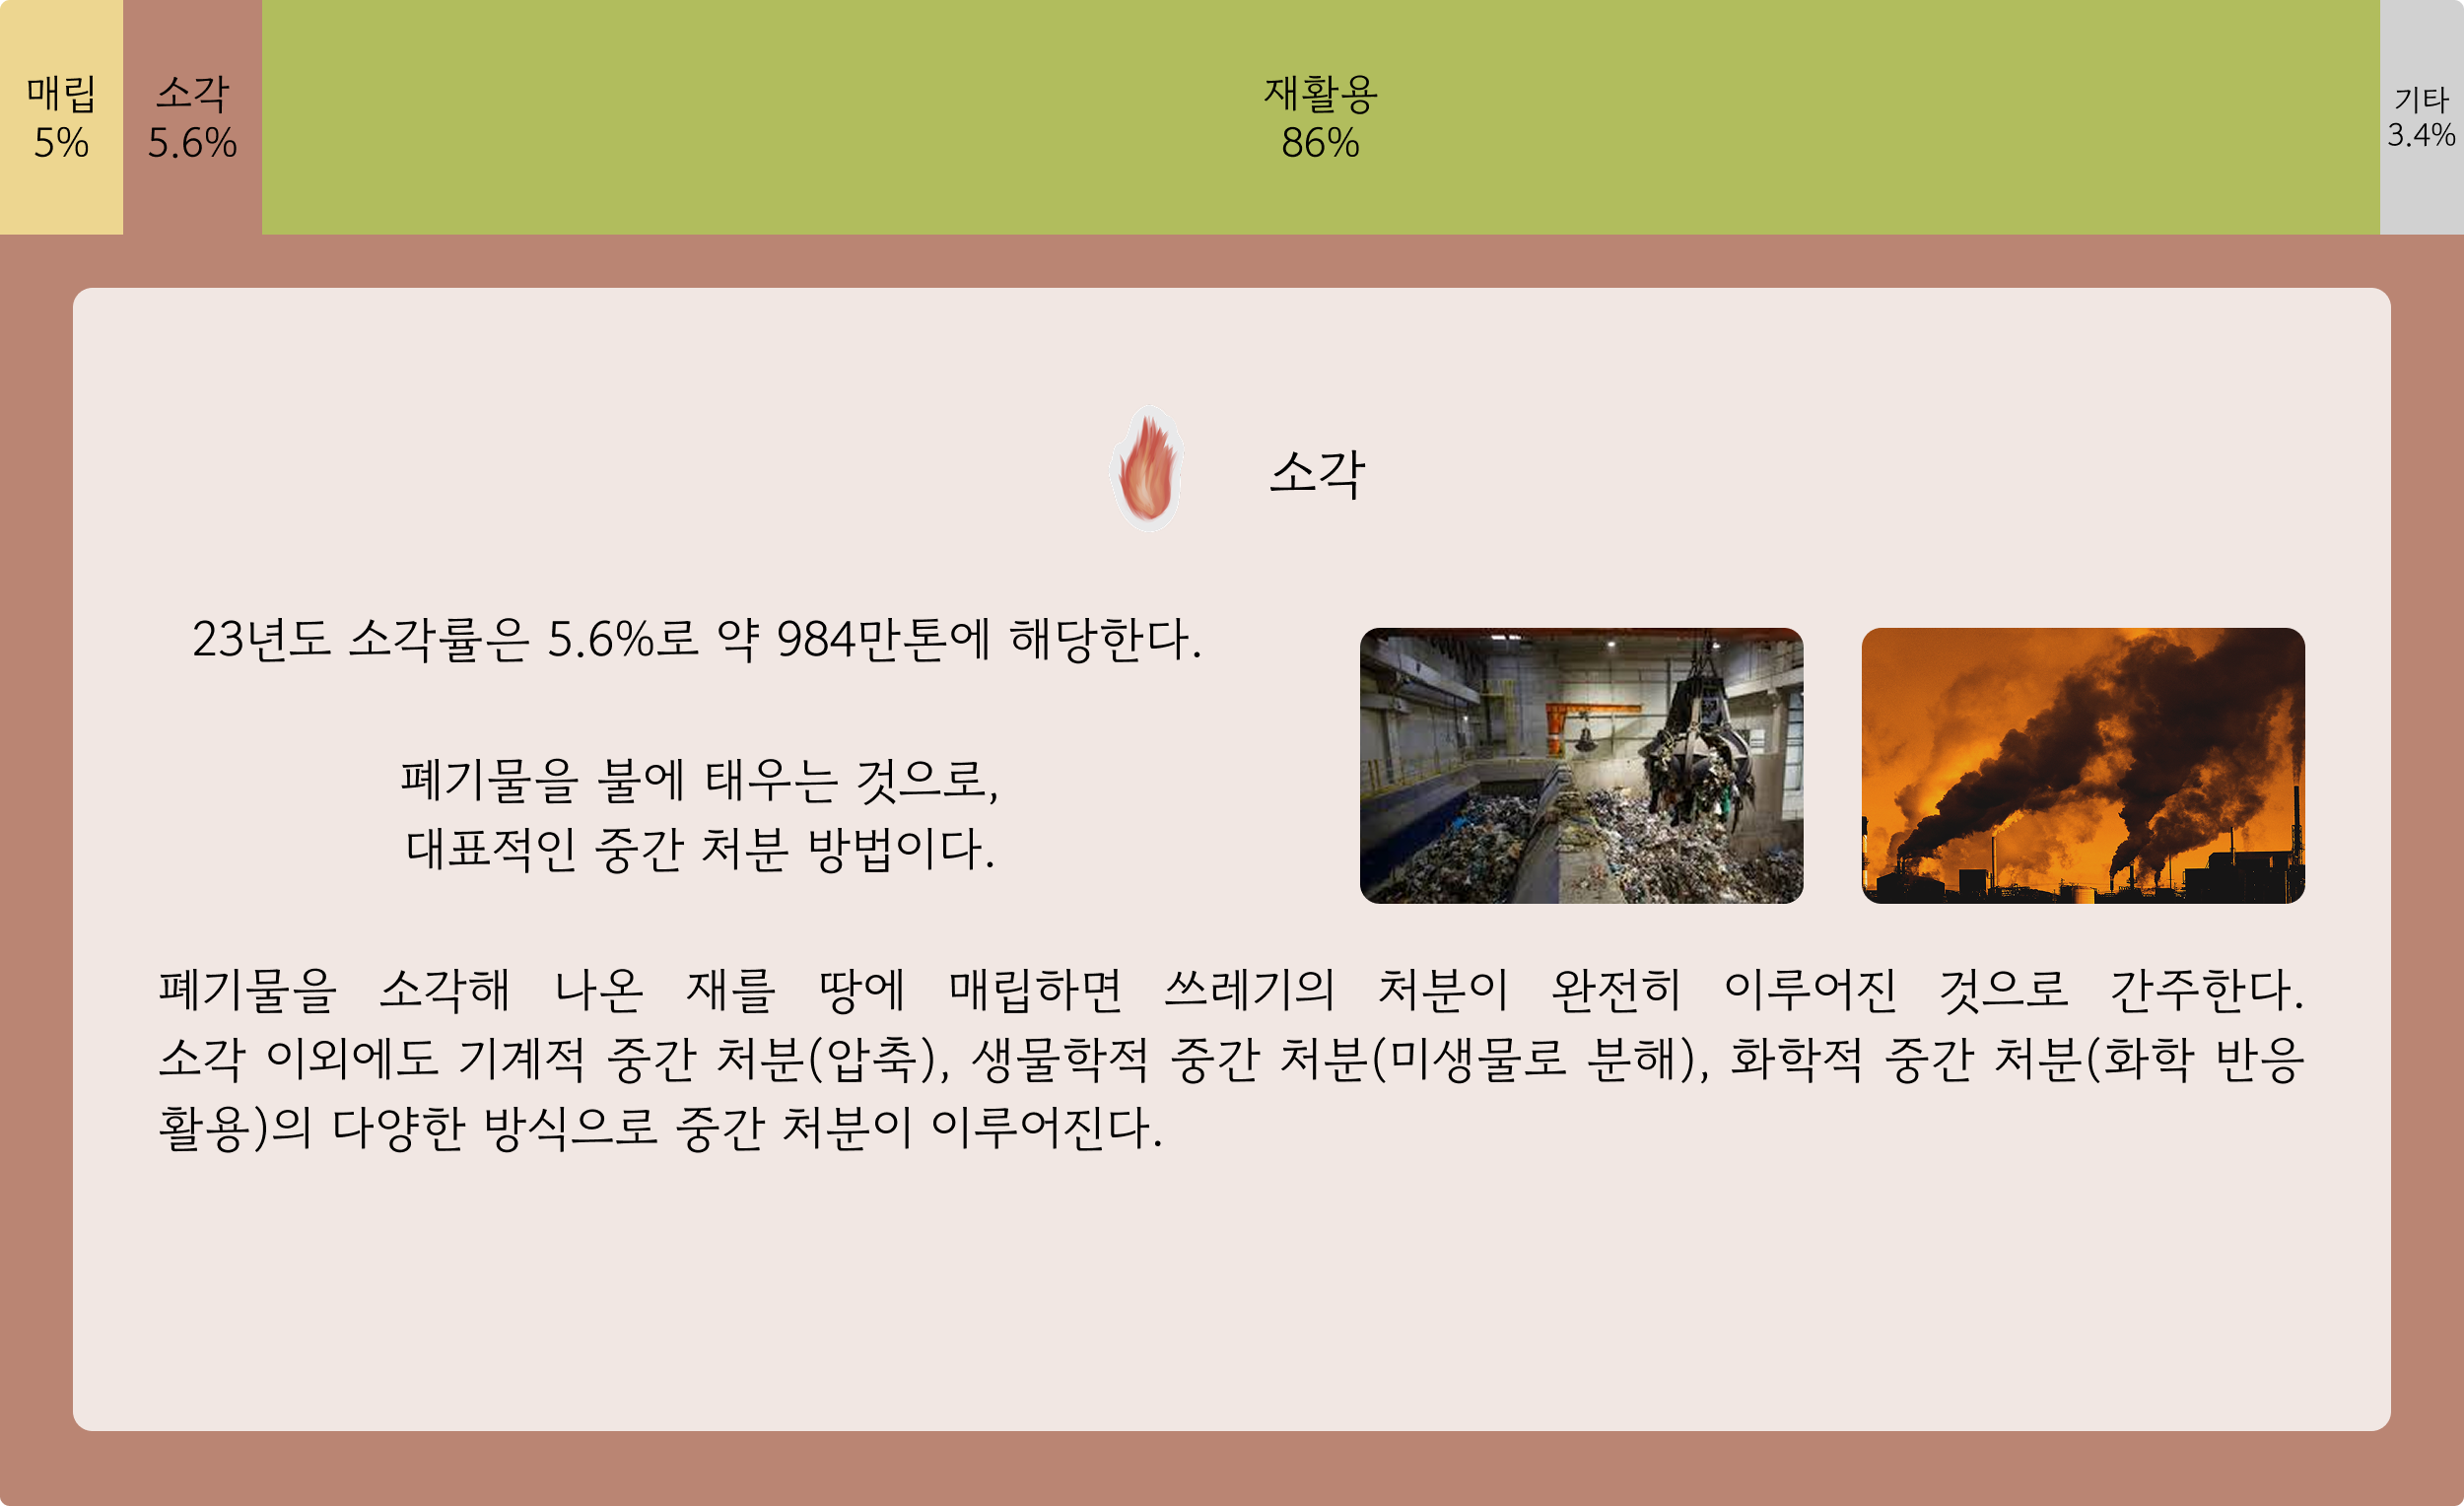 매립
5%
소각
5.6%
재활용
86%
기타
3.4%
소각
23년도 소각률은 5.6%로 약 984만톤에 해당한다.
폐기물을 불에 태우는 것으로,
대표적인 중간 처분 방법이다.
폐기물을 소각해 나온 재를 땅에 매립하면 쓰레기의 처분이 완전히 이루어진 것으로 간주한다.
소각 이외에도 기계적 중간 처분(압축), 생물학적 중간 처분(미생물로 분해), 화학적 중간 처분(화학 반응
활용)의 다양한 방식으로 중간 처분이 이루어진다.